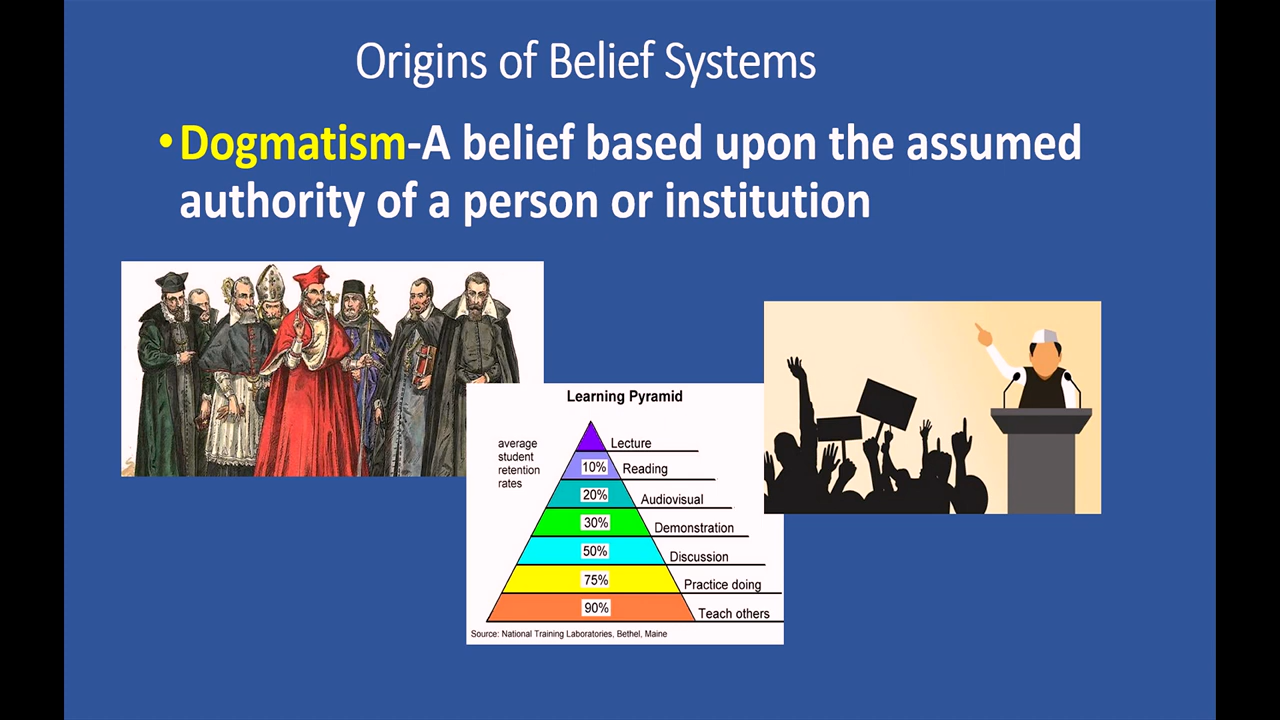 Origins of Belief Systems
•Dogmatism-A belief based upon the assumed
authority of a person or institution
Learning Pyramid
average
student
retention
rates
Lecture
10% Reading
20% Audiovisual
30% Demonstration
50% Discussion
75% Practice doing
90% Teach others
Source: National Training Laboratories, Bethel, Maine